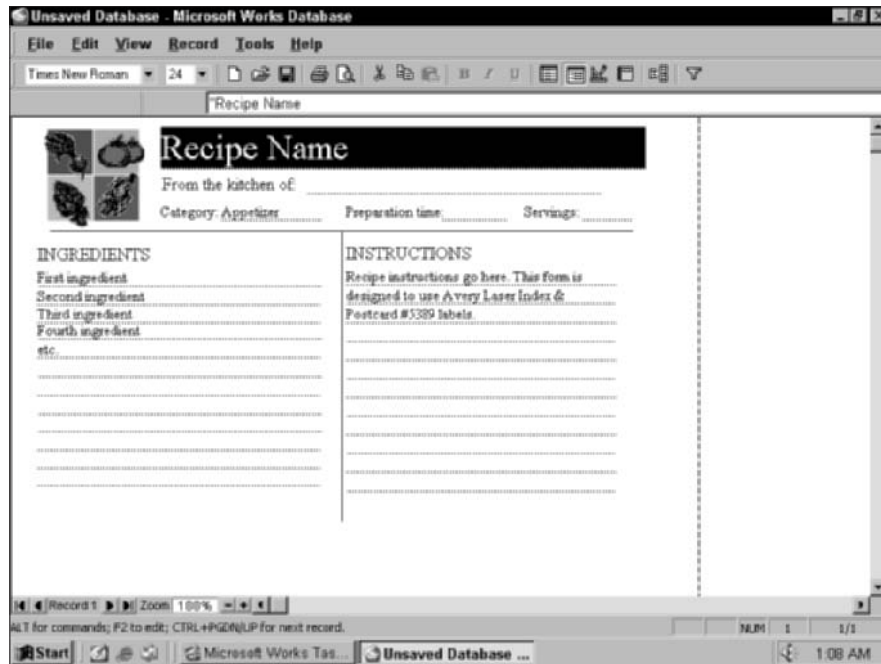 Unsaved Database - Microsoft Works Database
File Edit View Record Tools Help
Times New Roman 24 B I U
"Recipe Name
Recipe Name
From the kitchen of:
Category: Appetizer Preparation time: Servings:
INGREDIENTS
First ingredient
Second ingredient
Third ingredient
Fourth ingredient
etc.
INSTRUCTIONS
Recipe instructions go here. This form is
designed to use Avery Laser Index &
Postcard #5389 labels.
Record 1 Zoom 100%
ALT for commands; F2 to edit; CTRL+PGDN/UP for next record. NUM 1 1/1
Start Microsoft Works Tas... Unsaved Database ... 1:08 AM